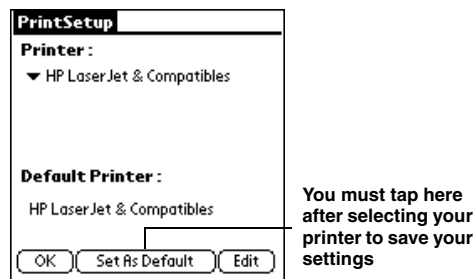 PrintSetup
Printer:
HP LaserJet & Compatibles
Default Printer:
HP LaserJet & Compatibles
OK Set As Default Edit
You must tap here
after selecting your
printer to save your
settings